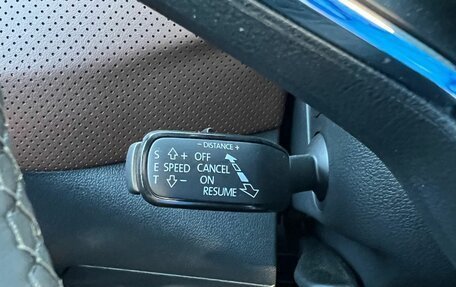 - DISTANCE +
S + OFF
E SPEED CANCEL
T - ON
RESUME